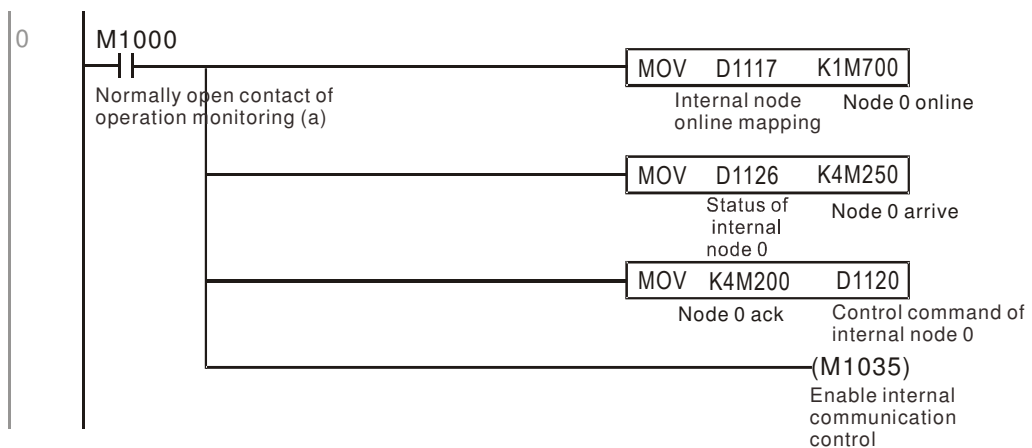 0
M1000
Normally open contact of
operation monitoring (a)
MOV D1117 K1M700
Internal node
online mapping
Node 0 online
MOV D1126 K4M250
Status of
internal
node 0
Node 0 arrive
MOV K4M200 D1120
Node 0 ack
Control command of
internal node 0
(M1035)
Enable internal
communication
control